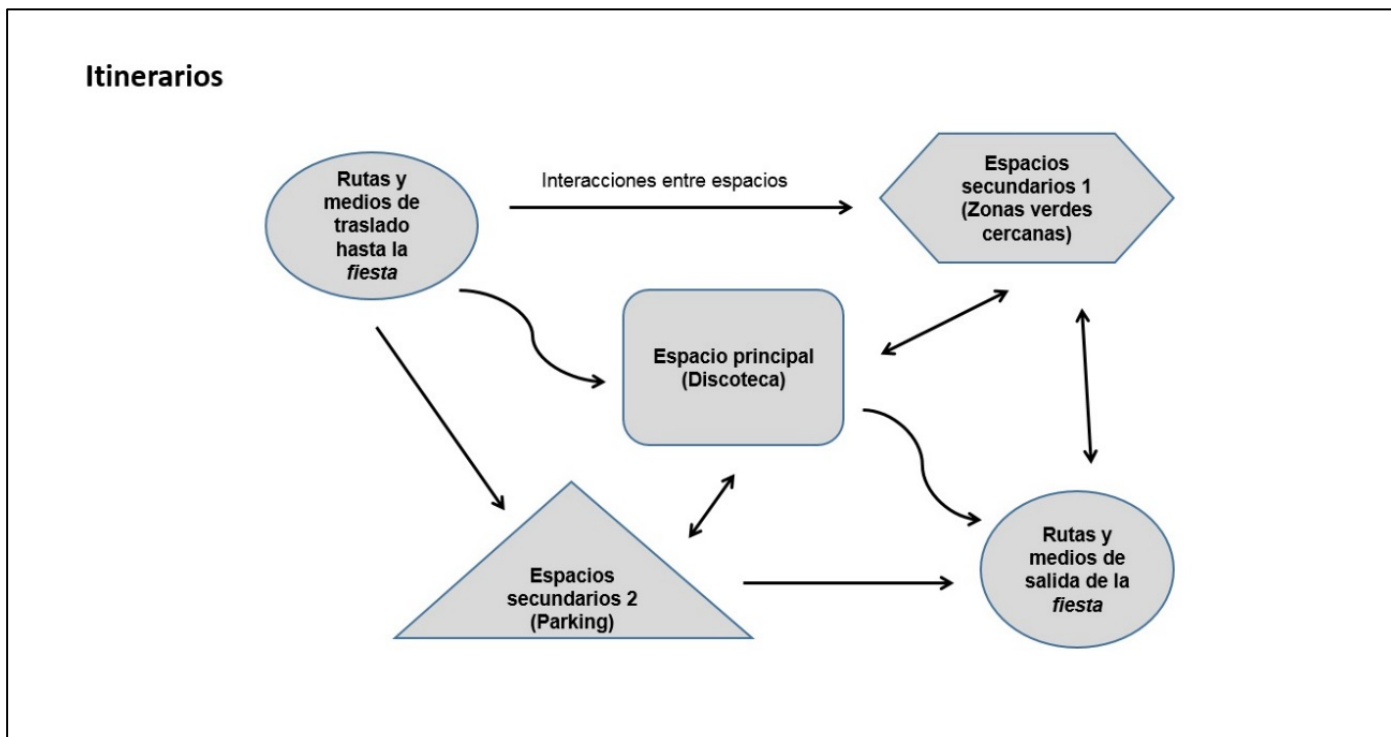 Itinerarios
Rutas y
medios de
traslado
hasta la
fiesta
Interacciones entre espacios
Espacios
secundarios 1
(Zonas verdes
cercanas)
Espacio principal
(Discoteca)
Espacios
secundarios 2
(Parking)
Rutas y
medios de
salida de la
fiesta